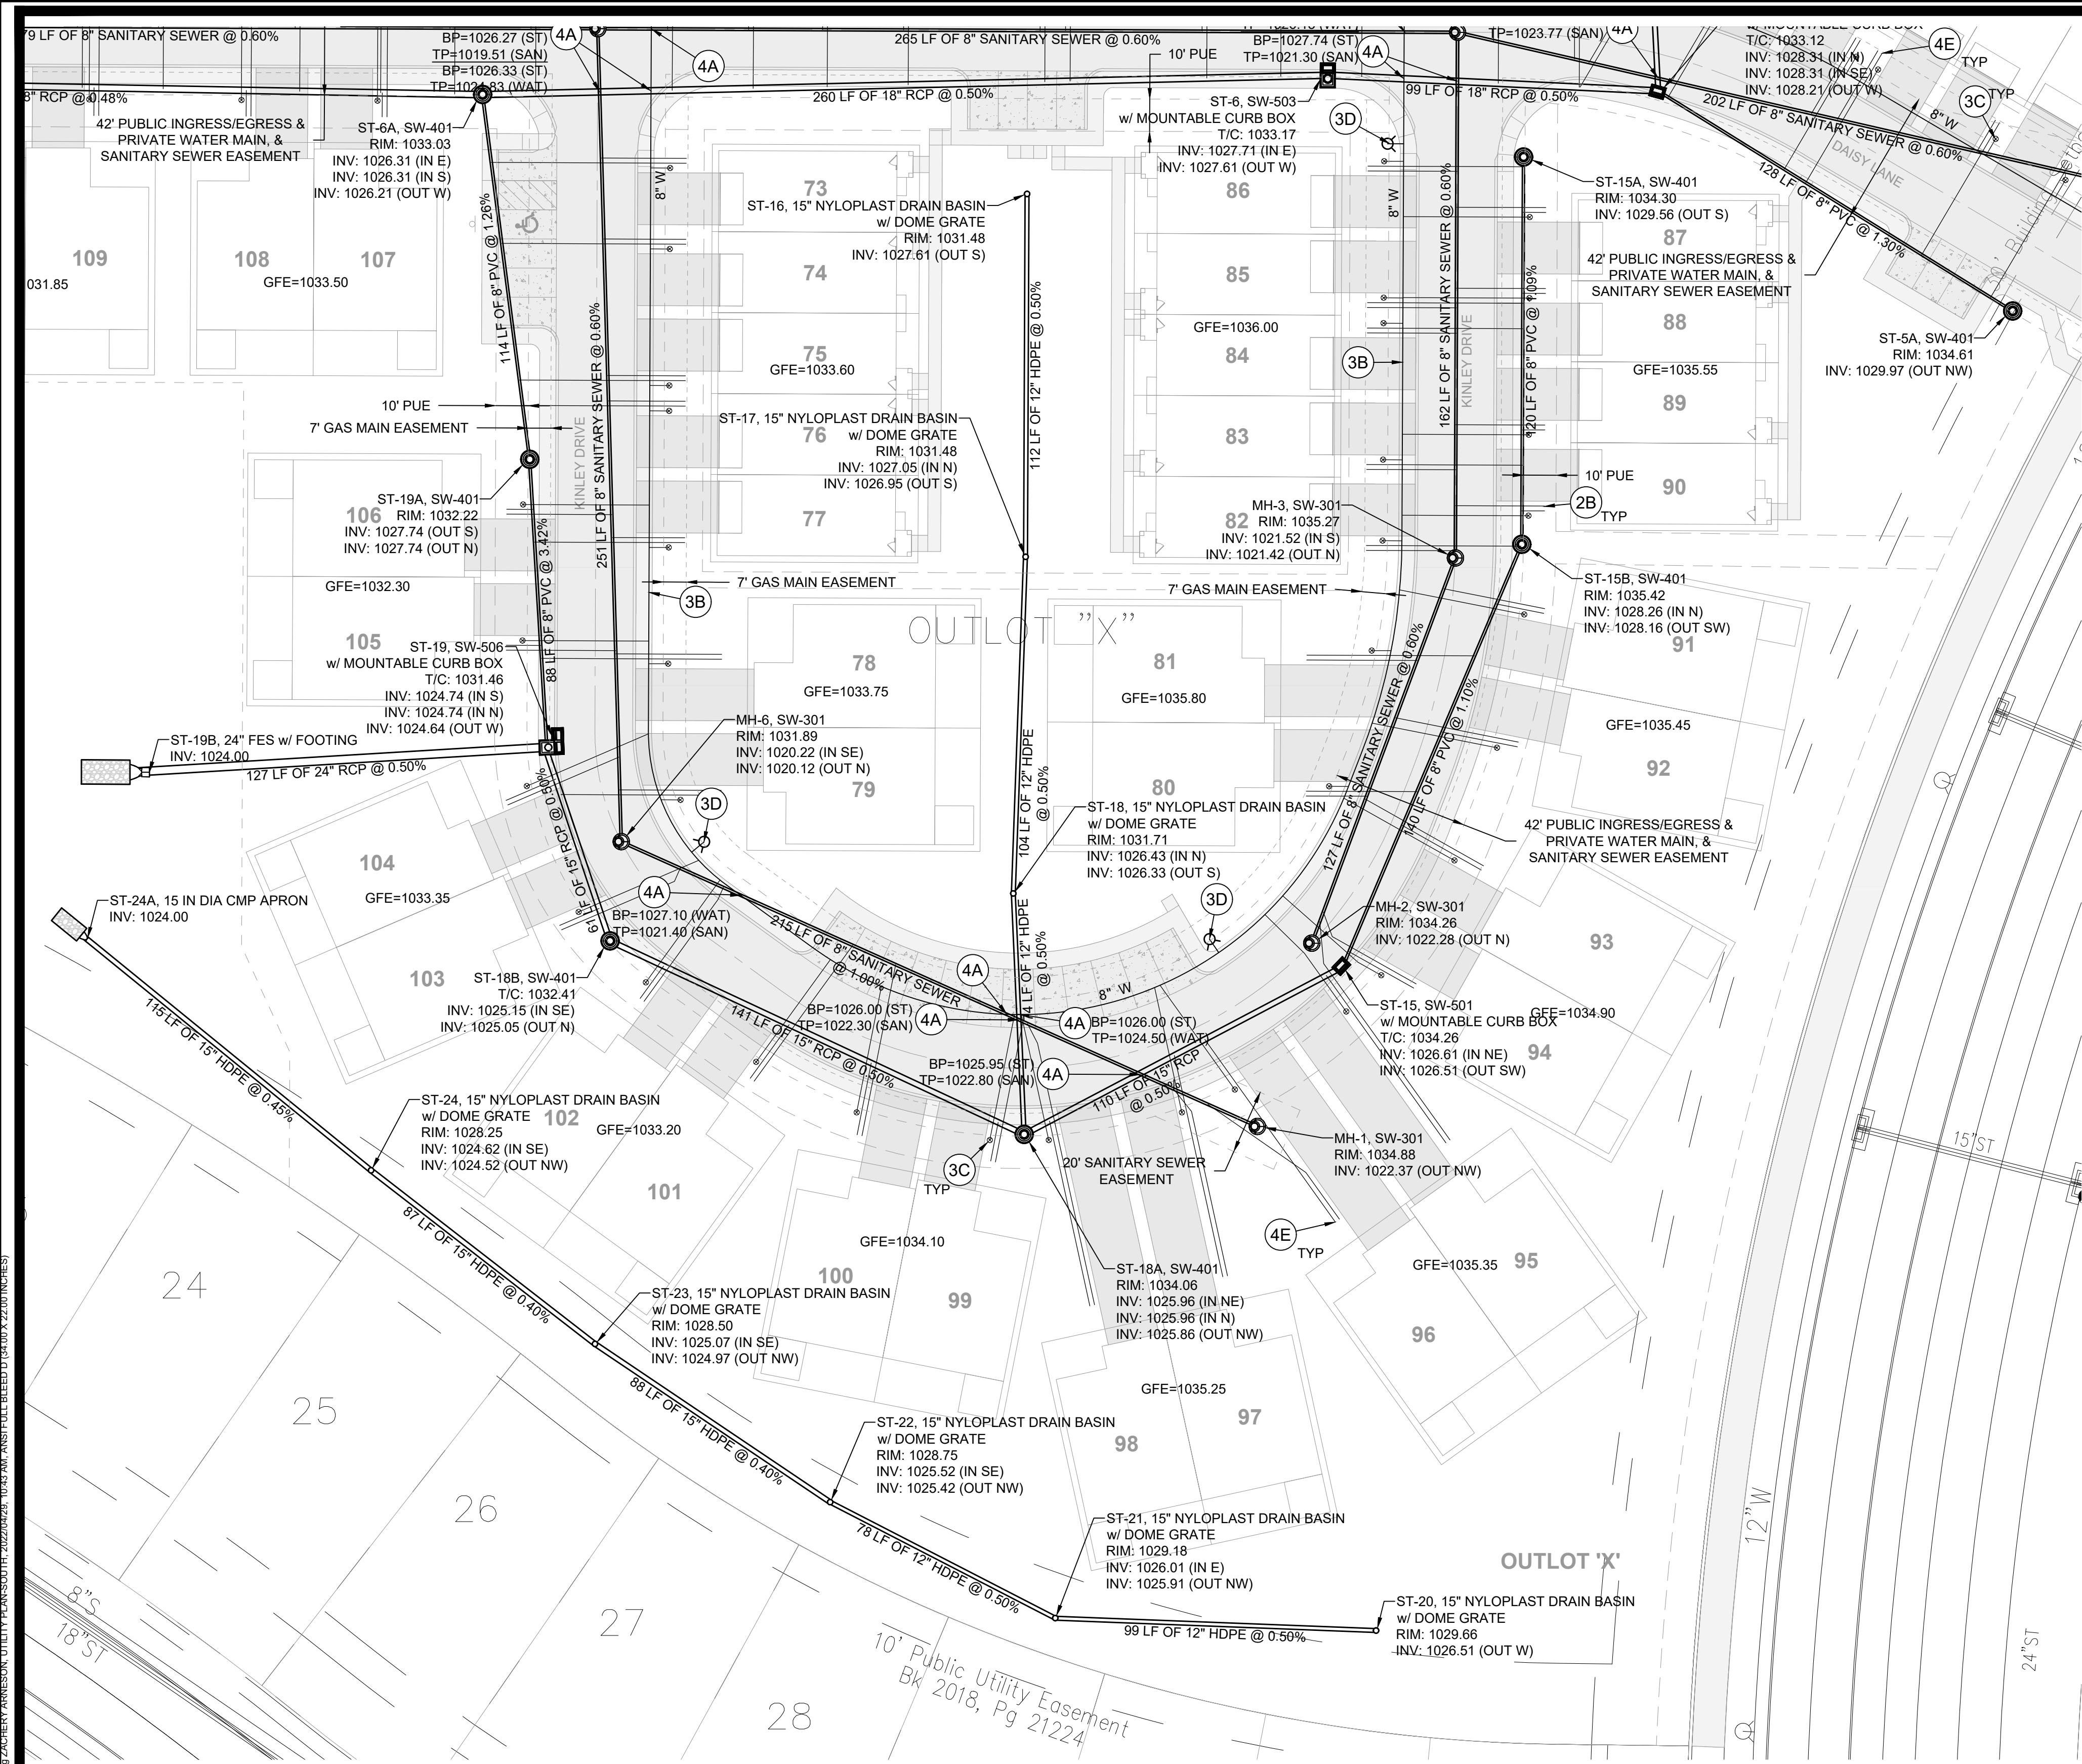 79 LF OF 8" SANITARY SEWER @ 0.60%
BP=1026.27 (ST)
TP=1019.51 (SAN)
BP=1026.33 (ST)
4A
4A
265 LF OF 8" SANITARY SEWER @ 0.60%
10' PUE
BP=1027.74 (ST)
TP=1021.30 (SAN)
4A
TP=1023.77 (SAN)
4A
T/C: 1033.12
INV: 1028.31 (IN N)
INV: 1028.31 (IN SE)
INV: 1028.21 (OUT W)
4E
TYP
3C
TYP
8" RCP @ 0.48%
260 LF OF 18" RCP @ 0.50%
99 LF OF 18" RCP @ 0.50%
202 LF OF 8" SANITARY SEWER @ 0.60%
8" W
DAISY LANE
128 LF OF 8" PVC @ 1.30%
42' PUBLIC INGRESS/EGRESS &
PRIVATE WATER MAIN, &
SANITARY SEWER EASEMENT
ST-6A, SW-401
RIM: 1033.03
INV: 1026.31 (IN E)
INV: 1026.31 (IN S)
INV: 1026.21 (OUT W)
ST-6, SW-503
w/ MOUNTABLE CURB BOX
T/C: 1033.17
INV: 1027.71 (IN E)
INV: 1027.61 (OUT W)
3D
ST-15A, SW-401
RIM: 1034.30
INV: 1029.56 (OUT S)
42' PUBLIC INGRESS/EGRESS &
PRIVATE WATER MAIN, &
SANITARY SEWER EASEMENT
ST-5A, SW-401
RIM: 1034.61
INV: 1029.97 (OUT NW)
109
031.85
108
107
GFE=1033.50
114 LF OF 8" PVC @ 1.26%
8" W
73
74
75
GFE=1033.60
76
77
ST-16, 15" NYLOPLAST DRAIN BASIN
w/ DOME GRATE
RIM: 1031.48
INV: 1027.61 (OUT S)
112 LF OF 12" HDPE @ 0.50%
86
85
GFE=1036.00
84
83
82
8" W
3B
162 LF OF 8" SANITARY SEWER @ 0.60%
KINLEY DRIVE
120 LF OF 8" PVC @ 1.09%
87
88
GFE=1035.55
89
90
10' PUE
7' GAS MAIN EASEMENT
KINLEY DRIVE
251 LF OF 8" SANITARY SEWER @ 0.60%
ST-17, 15" NYLOPLAST DRAIN BASIN
w/ DOME GRATE
RIM: 1031.48
INV: 1027.05 (IN N)
INV: 1026.95 (OUT S)
10' PUE
2B
TYP
ST-19A, SW-401
RIM: 1032.22
INV: 1027.74 (OUT S)
INV: 1027.74 (OUT N)
106
GFE=1032.30
105
88 LF OF 8" PVC @ 3.42%
MH-3, SW-301
RIM: 1035.27
INV: 1021.52 (IN S)
INV: 1021.42 (OUT N)
7' GAS MAIN EASEMENT
3B
7' GAS MAIN EASEMENT
OUTLOT "X"
ST-15B, SW-401
RIM: 1035.42
INV: 1028.26 (IN N)
INV: 1028.16 (OUT SW)
91
GFE=1035.45
92
ST-19, SW-506
w/ MOUNTABLE CURB BOX
T/C: 1031.46
INV: 1024.74 (IN S)
INV: 1024.74 (IN N)
INV: 1024.64 (OUT W)
78
GFE=1033.75
79
81
GFE=1035.80
80
127 LF OF 8" SANITARY SEWER @ 0.60%
140 LF OF 8" PVC @ 1.10%
MH-6, SW-301
RIM: 1031.89
INV: 1020.22 (IN SE)
INV: 1020.12 (OUT N)
ST-19B, 24" FES w/ FOOTING
INV: 1024.00
127 LF OF 24" RCP @ 0.50%
3D
104 LF OF 12" HDPE
@ 0.50%
ST-18, 15" NYLOPLAST DRAIN BASIN
w/ DOME GRATE
RIM: 1031.71
INV: 1026.43 (IN N)
INV: 1026.33 (OUT S)
42' PUBLIC INGRESS/EGRESS &
PRIVATE WATER MAIN, &
SANITARY SEWER EASEMENT
104
GFE=1033.35
103
61 LF OF 15" RCP @ 0.50%
ST-24A, 15 IN DIA CMP APRON
INV: 1024.00
4A
BP=1027.10 (WAT)
TP=1021.40 (SAN)
215 LF OF 8" SANITARY SEWER
@ 1.00%
74 LF OF 12" HDPE
@ 0.50%
3D
MH-2, SW-301
RIM: 1034.26
INV: 1022.28 (OUT N)
93
GFE=1034.90
94
ST-18B, SW-401
T/C: 1032.41
INV: 1025.15 (IN SE)
INV: 1025.05 (OUT N)
4A
8" W
BP=1026.00 (ST)
TP=1022.30 (SAN)
4A
4A
BP=1026.00 (ST)
TP=1024.50 (WAT)
ST-15, SW-501
w/ MOUNTABLE CURB BOX
T/C: 1034.26
INV: 1026.61 (IN NE)
INV: 1026.51 (OUT SW)
141 LF OF 15" RCP @ 0.50%
BP=1025.95 (ST)
TP=1022.80 (SAN)
4A
110 LF OF 15" RCP
@ 0.50%
115 LF OF 15" HDPE @ 0.45%
ST-24, 15" NYLOPLAST DRAIN BASIN
w/ DOME GRATE
RIM: 1028.25
INV: 1024.62 (IN SE)
INV: 1024.52 (OUT NW)
102
GFE=1033.20
101
3C
TYP
20' SANITARY SEWER
EASEMENT
MH-1, SW-301
RIM: 1034.88
INV: 1022.37 (OUT NW)
15"ST
4E
TYP
87 LF OF 15" HDPE @ 0.40%
GFE=1034.10
100
99
ST-18A, SW-401
RIM: 1034.06
INV: 1025.96 (IN NE)
INV: 1025.96 (IN N)
INV: 1025.86 (OUT NW)
GFE=1035.35
95
96
24
ST-23, 15" NYLOPLAST DRAIN BASIN
w/ DOME GRATE
RIM: 1028.50
INV: 1025.07 (IN SE)
INV: 1024.97 (OUT NW)
88 LF OF 15" HDPE @ 0.40%
GFE=1035.25
97
98
25
ST-22, 15" NYLOPLAST DRAIN BASIN
w/ DOME GRATE
RIM: 1028.75
INV: 1025.52 (IN SE)
INV: 1025.42 (OUT NW)
26
78 LF OF 12" HDPE @ 0.50%
ST-21, 15" NYLOPLAST DRAIN BASIN
w/ DOME GRATE
RIM: 1029.18
INV: 1026.01 (IN E)
INV: 1025.91 (OUT NW)
12"W
OUTLOT 'X'
8"S
18"ST
27
99 LF OF 12" HDPE @ 0.50%
ST-20, 15" NYLOPLAST DRAIN BASIN
w/ DOME GRATE
RIM: 1029.66
INV: 1026.51 (OUT W)
24"ST
10' Public Utility Easement
Bk 2018, Pg 21224
28
ZACHERY ARNESON, UTILITY PLAN-SOUTH, 2022/04/29, 10:43 AM, ANSI FULL BLEED D (34.00 X 22.00 INCHES)